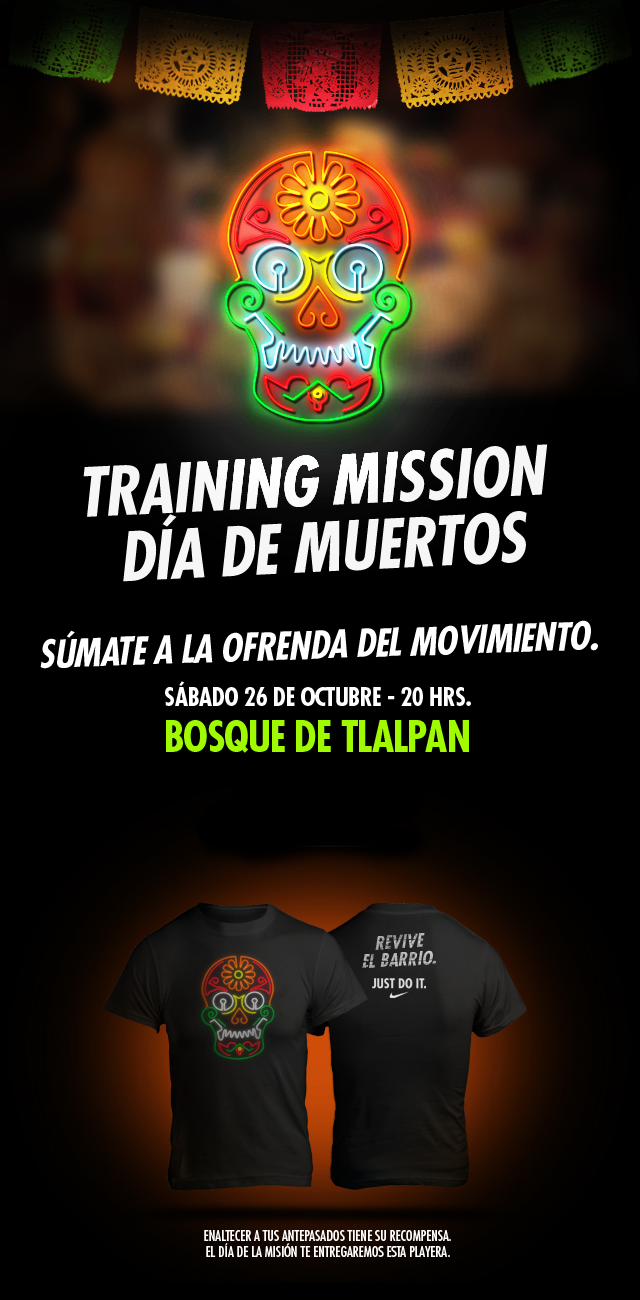 TRAINING MISSION
DÍA DE MUERTOS
SÚMATE A LA OFRENDA DEL MOVIMIENTO.
SÁBADO 26 DE OCTUBRE - 20 HRS.
BOSQUE DE TLALPAN
REVIVE
EL BARRIO.
JUST DO IT.
ENALTECER A TUS ANTEPASADOS TIENE SU RECOMPENSA.
EL DÍA DE LA MISIÓN TE ENTREGAREMOS ESTA PLAYERA.